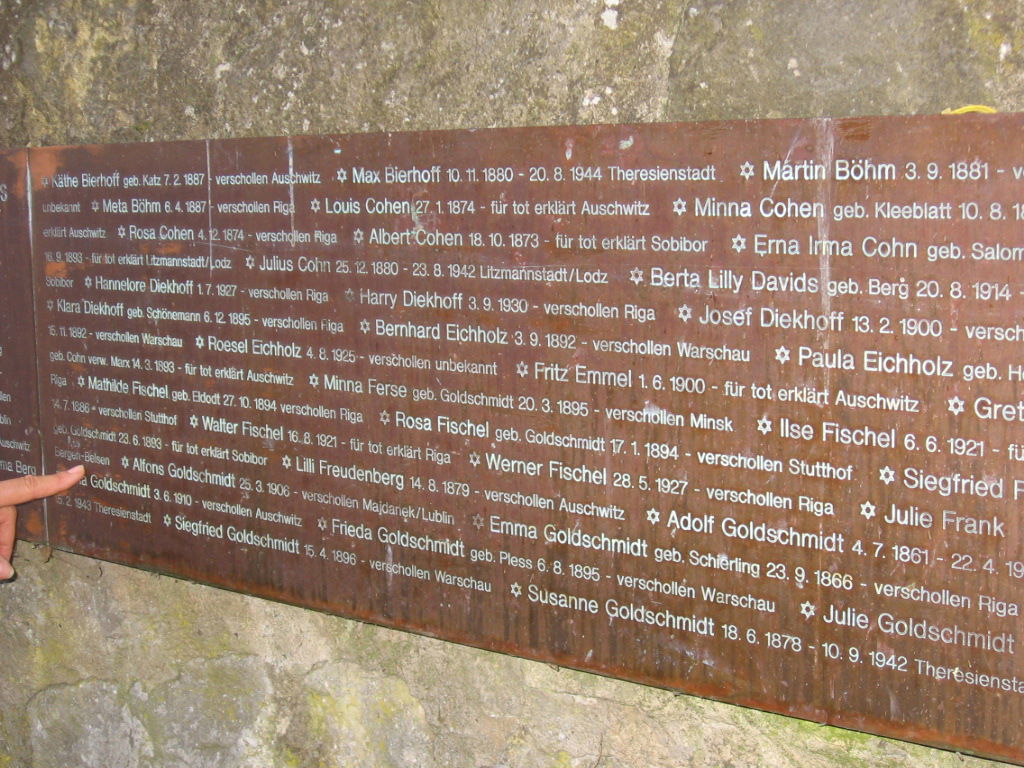 ✡ Käthe Bierhoff geb. Katz 7. 2. 1887 - verschollen Auschwitz ✡ Max Bierhoff 10. 11. 1880 - 20. 8. 1944 Theresienstadt ✡ Martin Böhm 3. 9. 1881 -
unbekannt ✡ Meta Böhm 6. 4. 1887 - verschollen Riga ✡ Louis Cohen 27. 1. 1874 - für tot erklärt Auschwitz ✡ Minna Cohen geb. Kleeblatt 10. 8.
erklärt Auschwitz ✡ Rosa Cohen 4. 12. 1874 - verschollen Riga ✡ Albert Cohen 18. 10. 1873 - für tot erklärt Sobibor ✡ Erna Irma Cohn geb. Salom
16. 9. 1893 - für tot erklärt Litzmannstadt/Lodz ✡ Julius Cohn 25. 12. 1880 - 23. 8. 1942 Litzmannstadt/Lodz ✡ Berta Lilly Davids geb. Berg 20. 8. 1914 -
Sobibor ✡ Hannelore Diekhoff 1. 7. 1927 - verschollen Riga ✡ Harry Diekhoff 3. 9. 1930 - verschollen Riga ✡ Josef Diekhoff 13. 2. 1900 - versch
✡ Klara Diekhoff geb. Schönemann 6. 12. 1895 - verschollen Riga ✡ Bernhard Eichholz 3. 9. 1892 - verschollen Warschau ✡ Paula Eichholz geb.
15. 11. 1892 - verschollen Warschau ✡ Roesel Eichholz 4. 8. 1925 - verschollen unbekannt ✡ Fritz Emmel 1. 6. 1900 - für tot erklärt Auschwitz ✡ Gret
geb. Cohn verw. Marx 14. 3. 1893 - für tot erklärt Auschwitz ✡ Minna Ferse geb. Goldschmidt 20. 3. 1895 - verschollen Minsk ✡ Ilse Fischel 6. 6. 1921 - fü
Riga ✡ Mathilde Fischel geb. Eldodt 27. 10. 1894 verschollen Riga ✡ Rosa Fischel geb. Goldschmidt 17. 1. 1894 - verschollen Stutthof ✡ Siegfried F
14. 7. 1886 - verschollen Stutthof ✡ Walter Fischel 16. 8. 1921 - für tot erklärt Riga ✡ Werner Fischel 28. 5. 1927 - verschollen Riga ✡ Julie Frank
geb. Goldschmidt 23. 6. 1893 - für tot erklärt Sobibor ✡ Lilli Freudenberg 14. 8. 1879 - verschollen Auschwitz ✡ Adolf Goldschmidt 4. 7. 1861 - 22. 4.
Bergen-Belsen ✡ Alfons Goldschmidt 25. 3. 1906 - verschollen Majdanek/Lublin ✡ Emma Goldschmidt geb. Schierling 23. 9. 1866 - verschollen Riga
Goldschmidt 3. 6. 1910 - verschollen Auschwitz ✡ Frieda Goldschmidt geb. Pless 6. 8. 1895 - verschollen Warschau ✡ Julie Goldschmidt
15. 2. 1943 Theresienstadt ✡ Siegfried Goldschmidt 15. 4. 1896 - verschollen Warschau ✡ Susanne Goldschmidt 18. 6. 1878 - 10. 9. 1942 Theresiensta